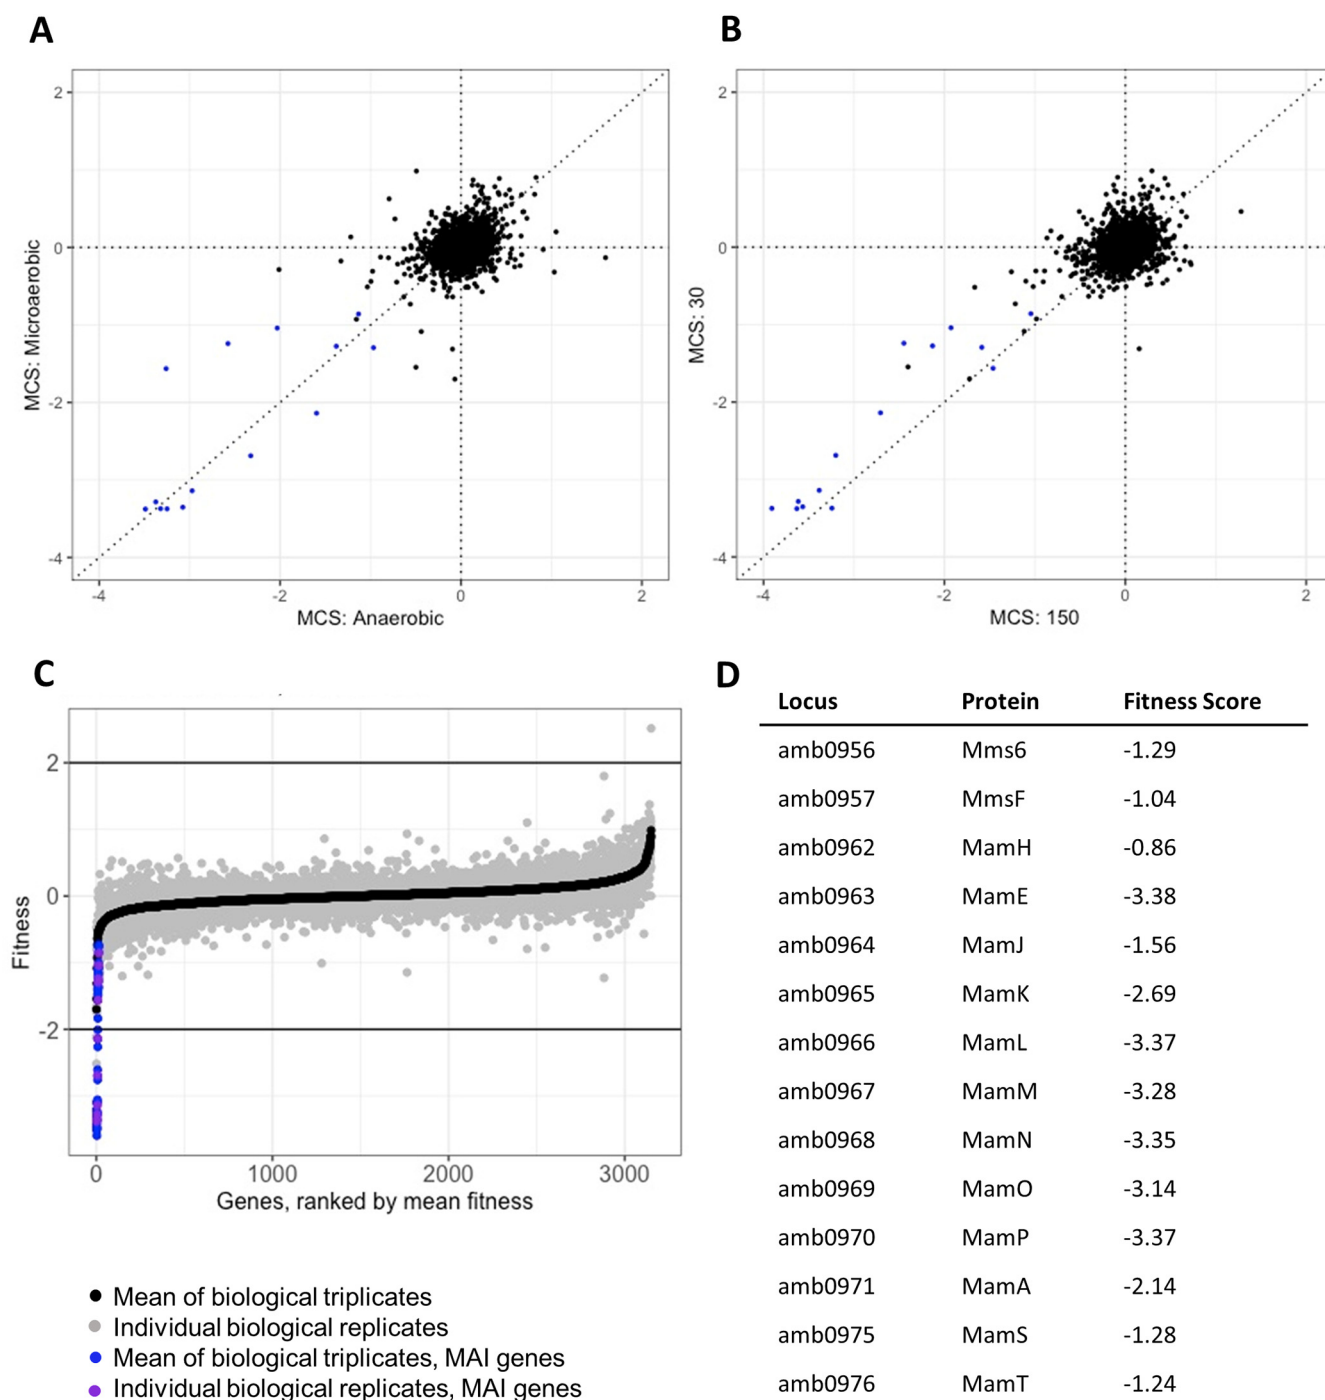 A
2
0
-2
-4
-4
-2
0
2
MCS: Microaerobic
MCS: Anaerobic
B
2
0
-2
-4
-4
-2
0
2
MCS: 30
MCS: 150
C
2
0
-2
0
1000
2000
3000
Fitness
Genes, ranked by mean fitness
Mean of biological triplicates
Individual biological replicates
Mean of biological triplicates, MAI genes
Individual biological replicates, MAI genes
D
Locus Protein Fitness Score
amb0956 Mms6 -1.29
amb0957 MmsF -1.04
amb0962 MamH -0.86
amb0963 MamE -3.38
amb0964 MamJ -1.56
amb0965 MamK -2.69
amb0966 MamL -3.37
amb0967 MamM -3.28
amb0968 MamN -3.35
amb0969 MamO -3.14
amb0970 MamP -3.37
amb0971 MamA -2.14
amb0975 MamS -1.28
amb0976 MamT -1.24